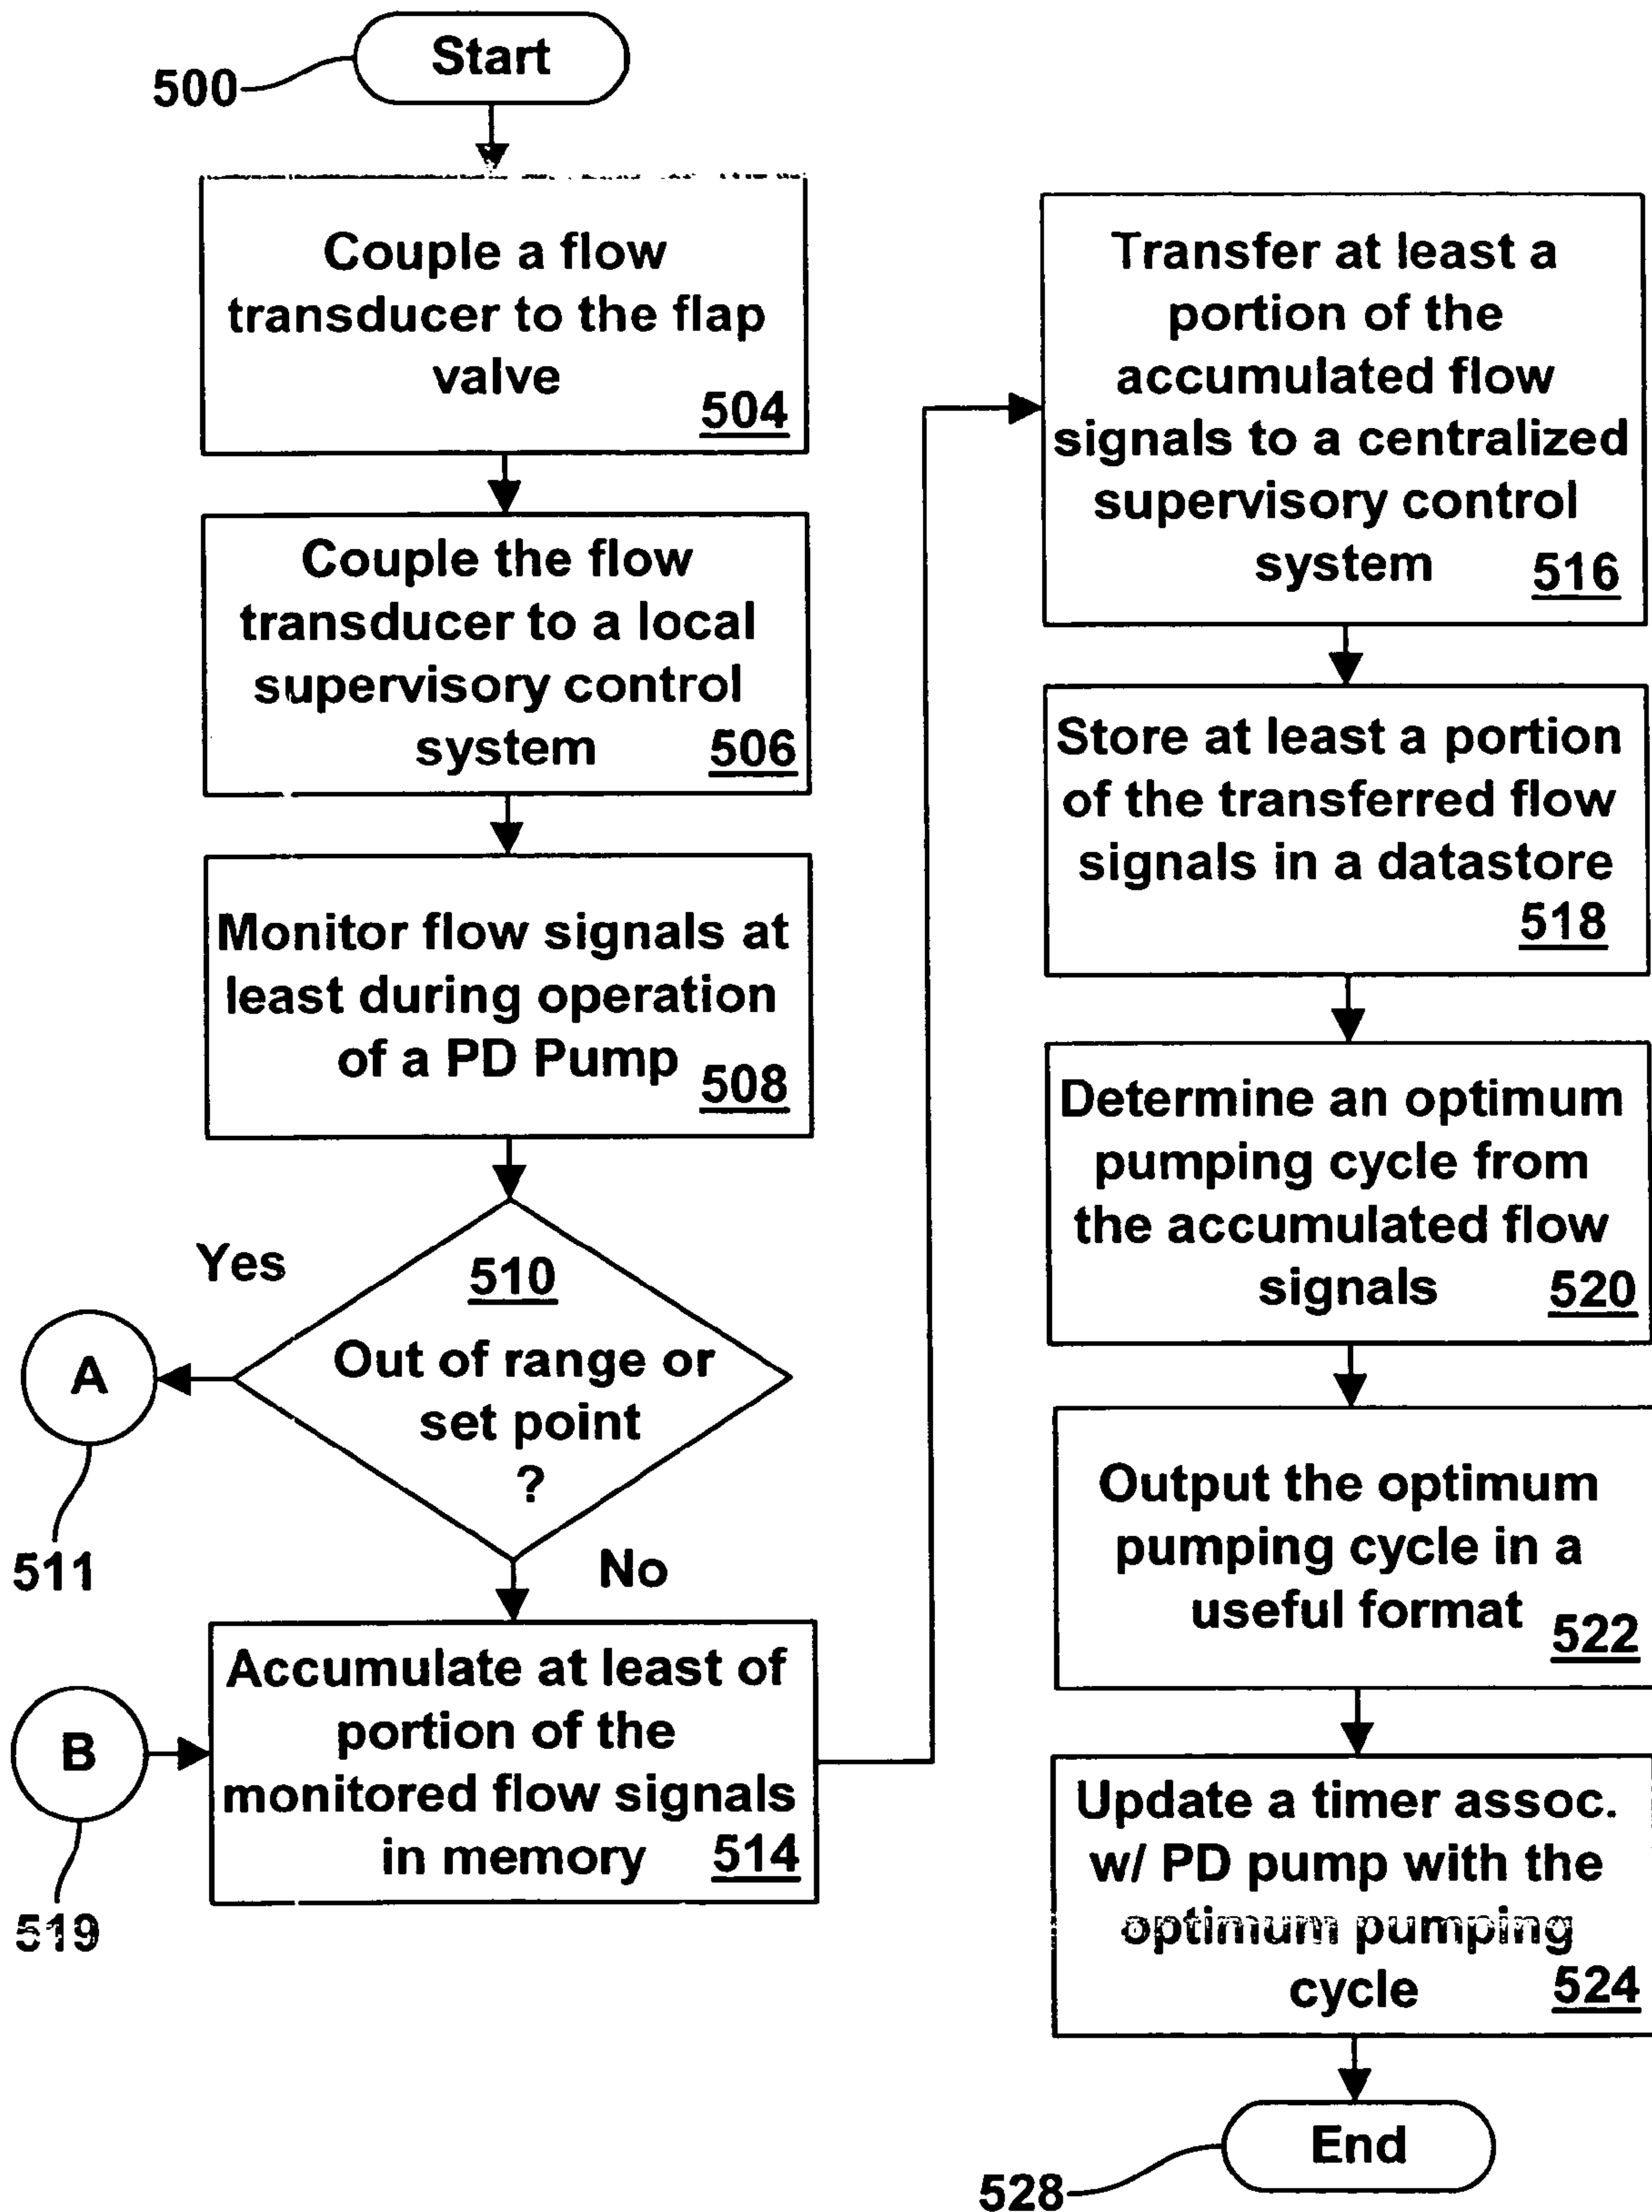 Start
500
Couple a flow
transducer to the flap
valve
504
Couple the flow
transducer to a local
supervisory control
system 506
Monitor flow signals at
least during operation
of a PD Pump 508
Yes
510
Out of range or
set point
?
A
511
No
B
519
Accumulate at least of
portion of the
monitored flow signals
in memory 514
Transfer at least a
portion of the
accumulated flow
signals to a centralized
supervisory control
system 516
Store at least a portion
of the transferred flow
signals in a datastore
518
Determine an optimum
pumping cycle from
the accumulated flow
signals 520
Output the optimum
pumping cycle in a
useful format 522
Update a timer assoc.
w/ PD pump with the
optimum pumping
cycle 524
End
528